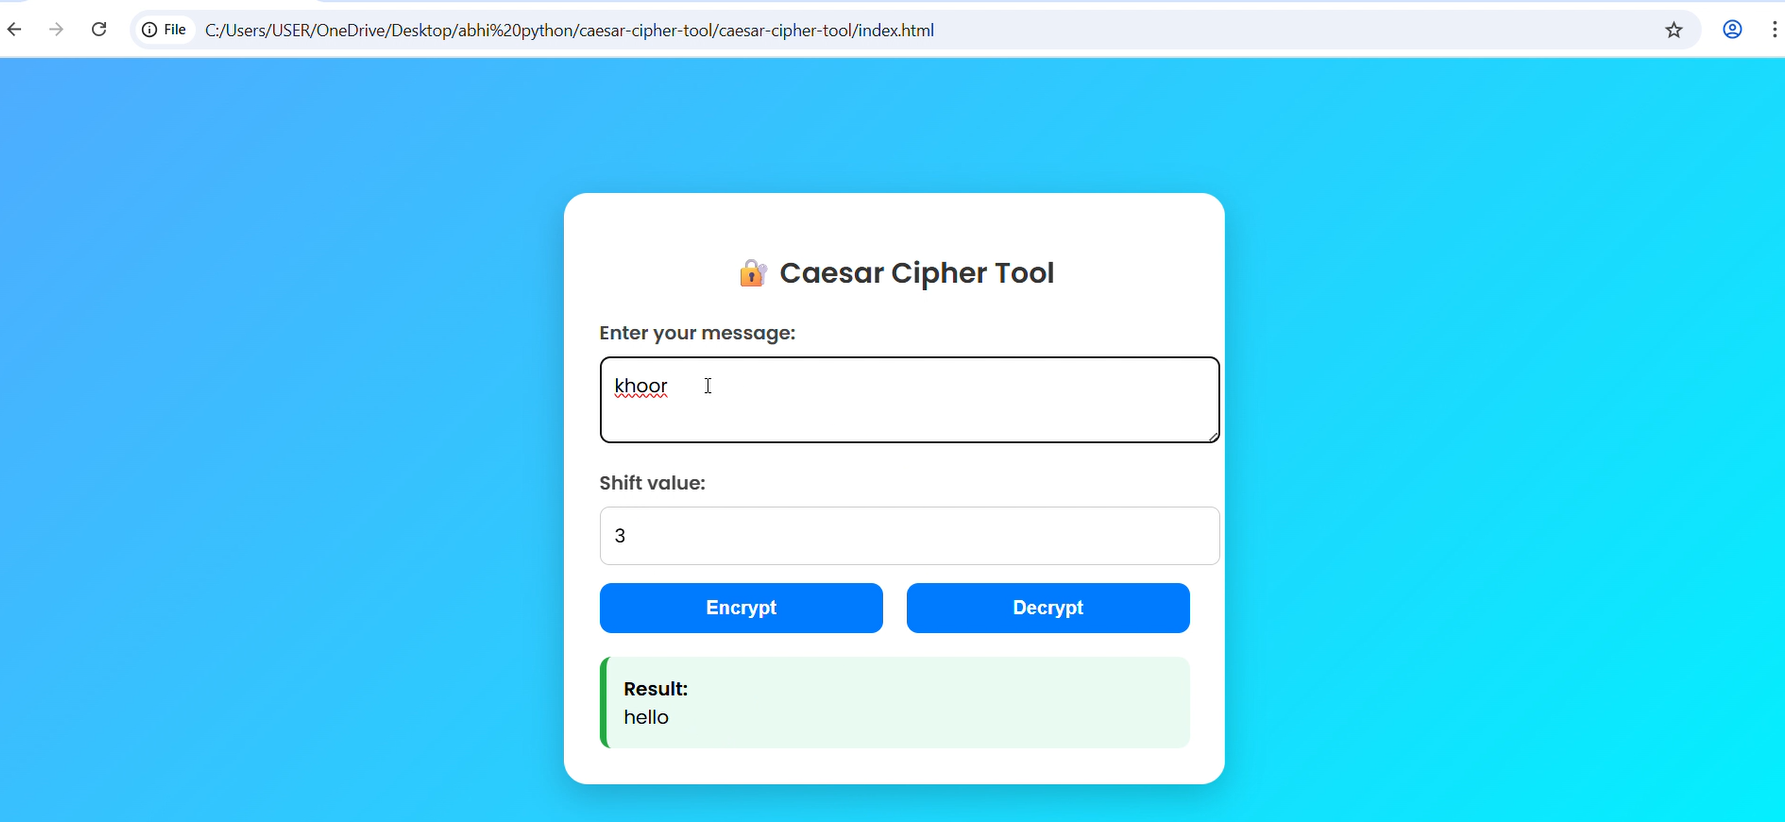 File C:/Users/USER/OneDrive/Desktop/abhi%20python/caesar-cipher-tool/caesar-cipher-tool/index.html
🔐 Caesar Cipher Tool
Enter your message:
khoor
Shift value:
3
Encrypt Decrypt
Result:
hello